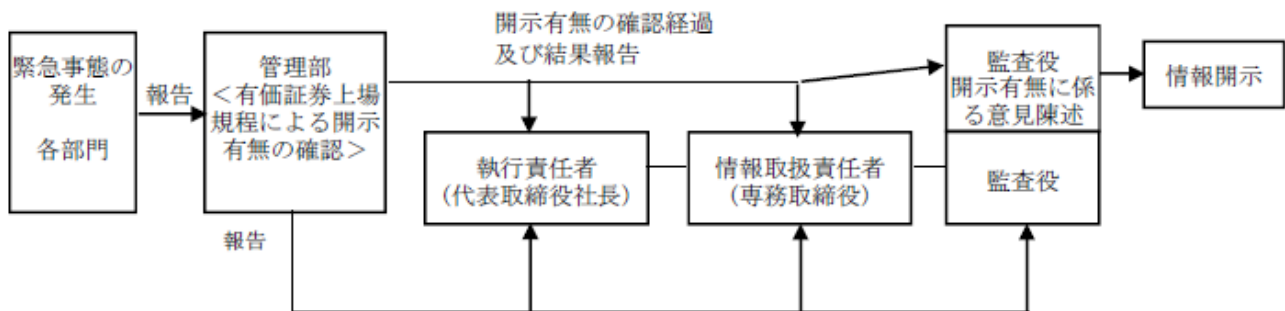 緊急事態の
発生
各部門
報告
管理部
＜有価証券上場
規程による開示
有無の確認＞
開示有無の確認経過
及び結果報告
監査役
開示有無に係
る意見陳述
情報開示
執行責任者
（代表取締役社長）
情報取扱責任者
（専務取締役）
監査役
報告